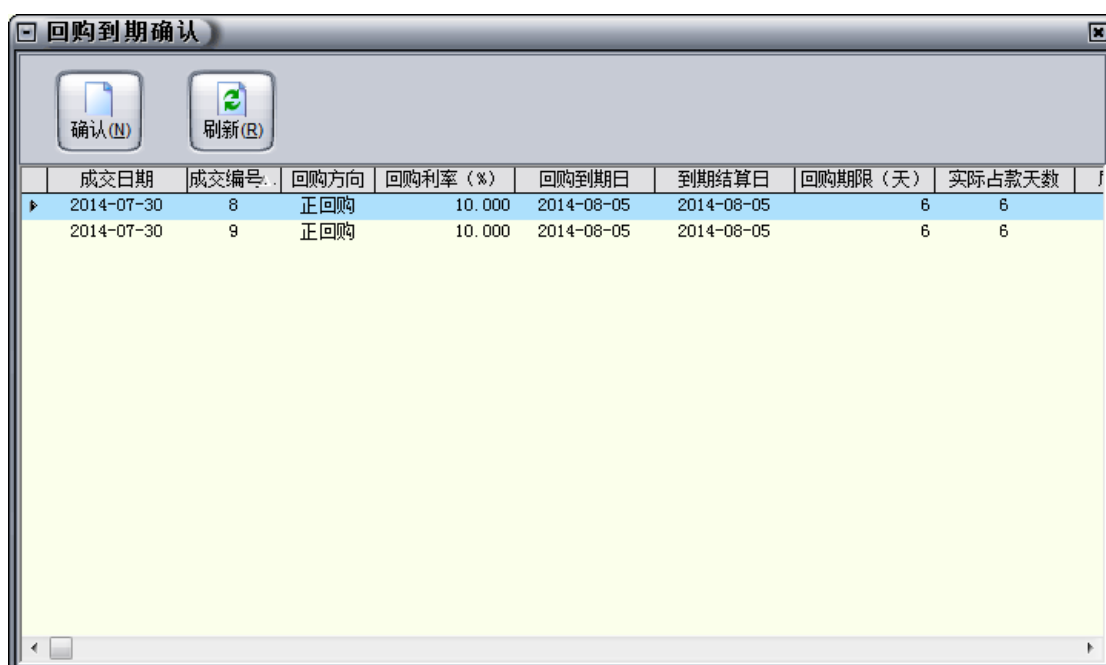 回购到期确认
确认(N) 刷新(R)
成交日期 成交编号.. 回购方向 回购利率（%） 回购到期日 到期结算日 回购期限（天） 实际占款天数
2014-07-30 8 正回购 10.000 2014-08-05 2014-08-05 6 6
2014-07-30 9 正回购 10.000 2014-08-05 2014-08-05 6 6